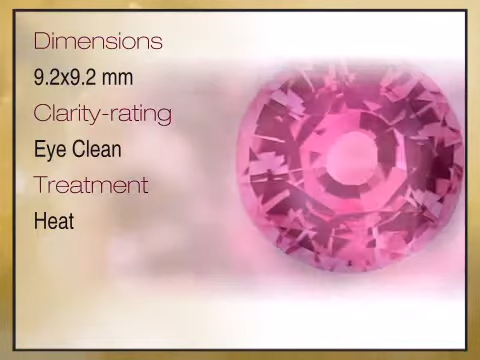 Dimensions
9.2x9.2 mm
Clarity-rating
Eye Clean
Treatment
Heat